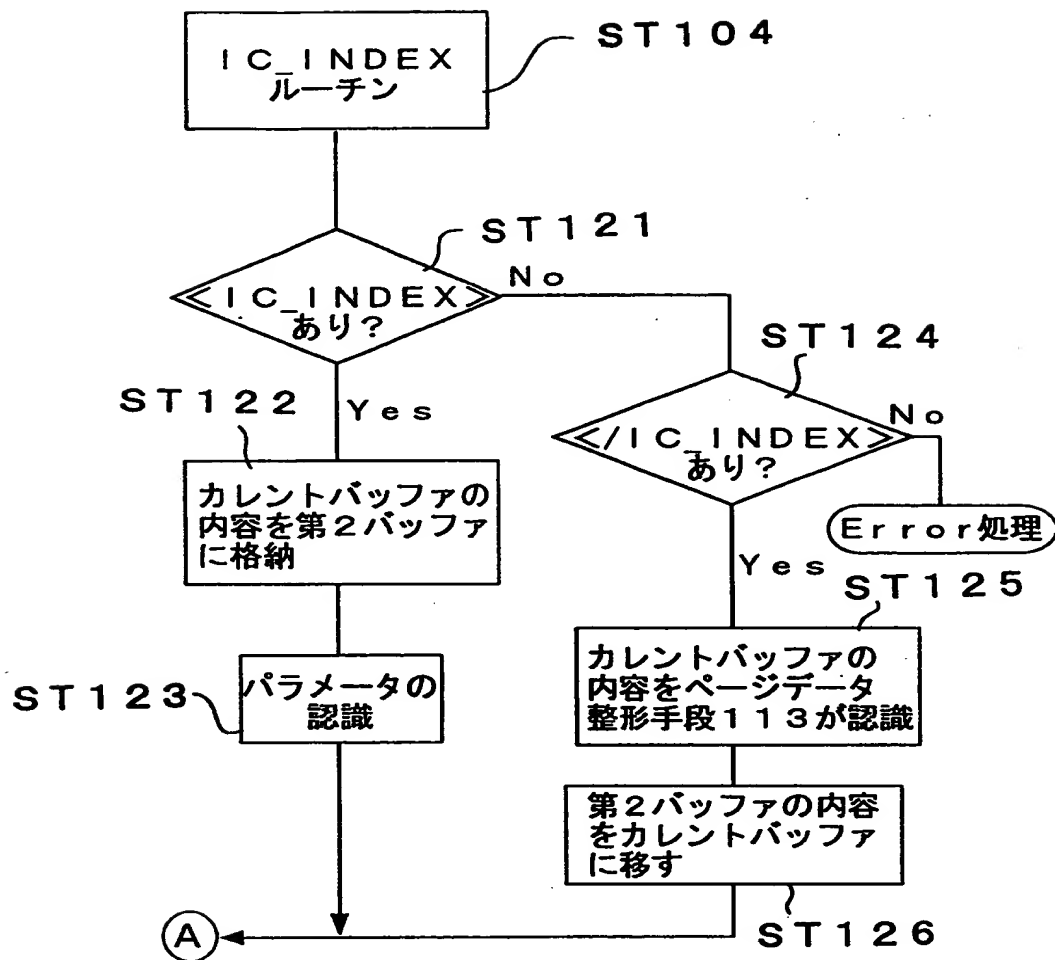 ＳＴ１０４
ＩＣ_ＩＮＤＥＸ
ルーチン
ＳＴ１２１
≪ＩＣ_ＩＮＤＥＸ≫
あり？
Ｎｏ
ＳＴ１２４
ＳＴ１２２
Ｙｅｓ
≪/ＩＣ_ＩＮＤＥＸ≫
あり？
Ｎｏ
カレントバッファの
内容を第２バッファ
に格納
Ｅｒｒｏｒ処理
Ｙｅｓ
ＳＴ１２５
カレントバッファの
内容をページデータ
整形手段１１３が認識
ＳＴ１２３
パラメータの
認識
第２バッファの内容
をカレントバッファ
に移す
Ａ
ＳＴ１２６